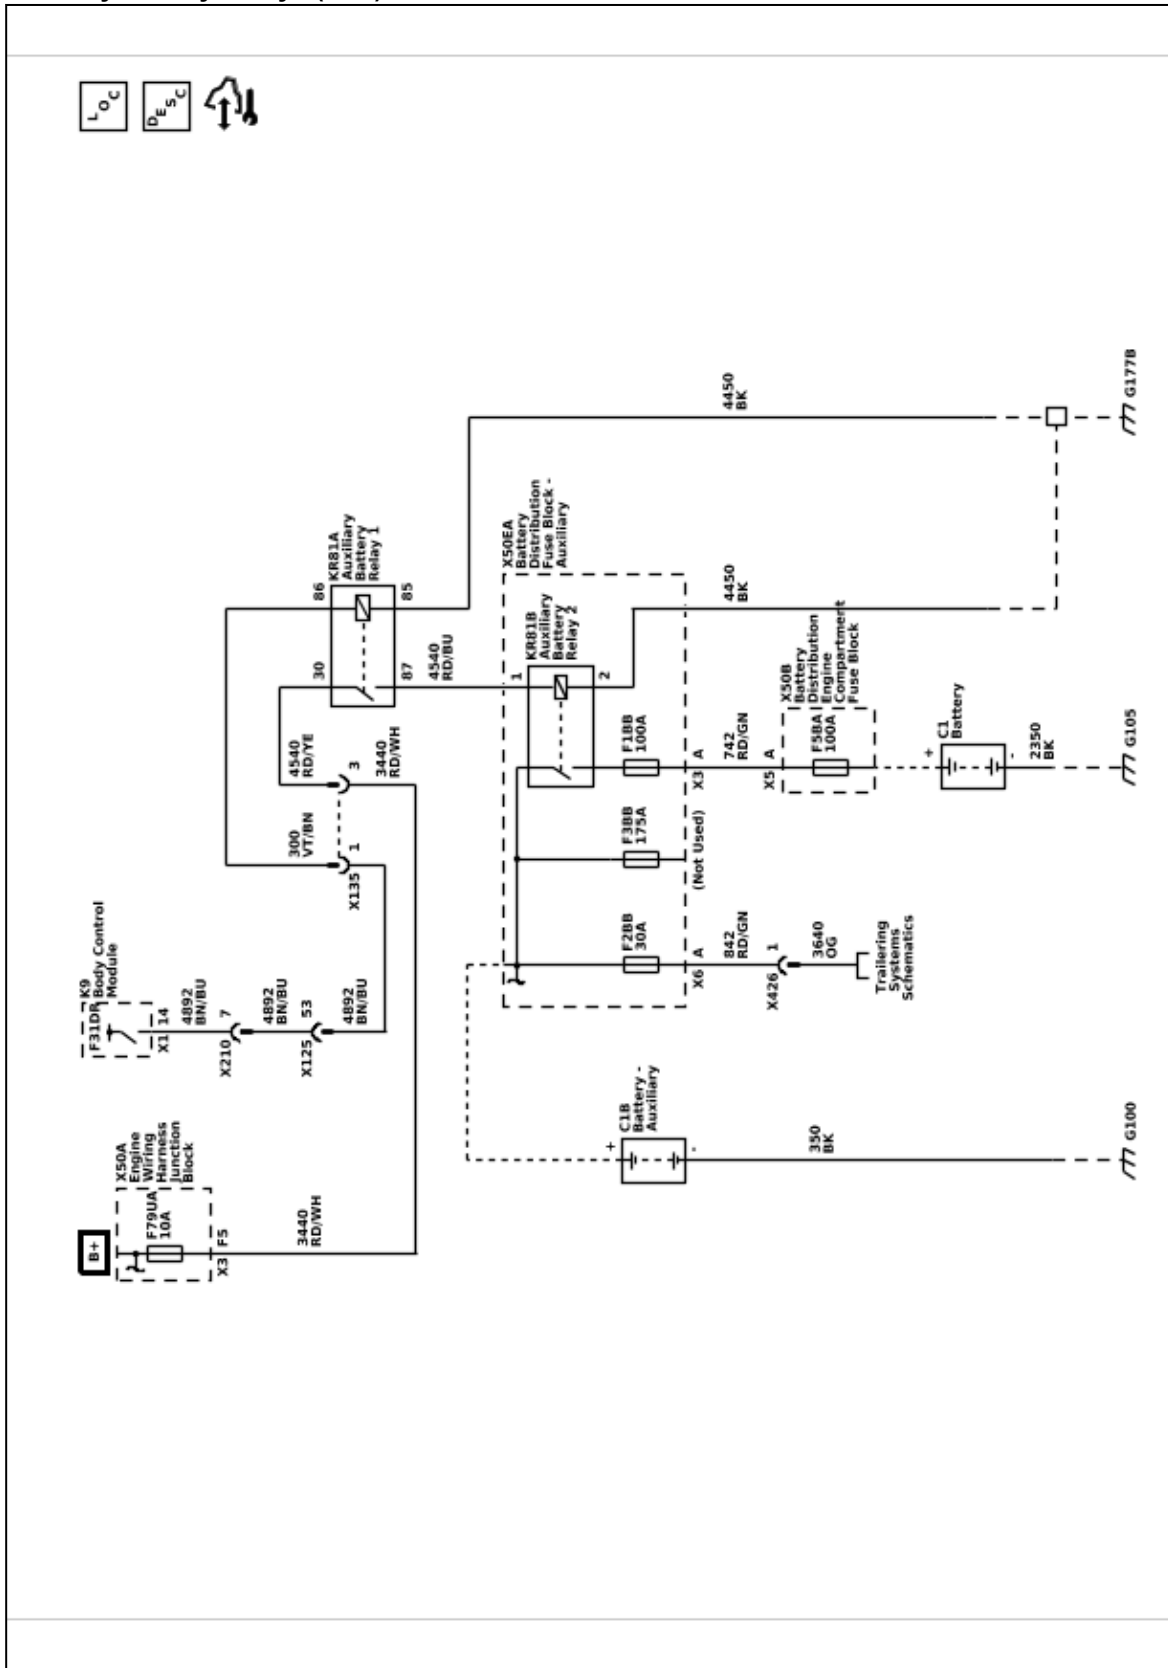 LOC
DESC
4450
BK
G177B
KR81A
Auxiliary
Battery
Relay 1
86
85
30
87
4540
RD/BU
X50EA
Battery
Distribution
Fuse Block -
Auxiliary
4450
BK
KR81B
Auxiliary
Battery
Relay 2
1
2
X50B
Battery
Distribution
Engine
Compartment
Fuse Block
4540
RD/YE
3
3440
RD/WH
F1BB
100A
X3 A
742
RD/GN
X5 A
F5BA
100A
C1
Battery
+
-
2350
BK
G105
300
VT/BN
X135 1
F3BB
175A
(Not Used)
K9
Body Control
Module
F31DR
X1 14
4892
BN/BU
X210 7
4892
BN/BU
X125 53
4892
BN/BU
F2BB
30A
X6 A
842
RD/GN
X426 1
3640
OG
Trailering
Systems
Schematics
X50A
Engine
Wiring
Harness
Junction
Block
C1B
Battery -
Auxiliary
+
-
350
BK
G100
B+
F79UA
10A
X3 F5
3440
RD/WH